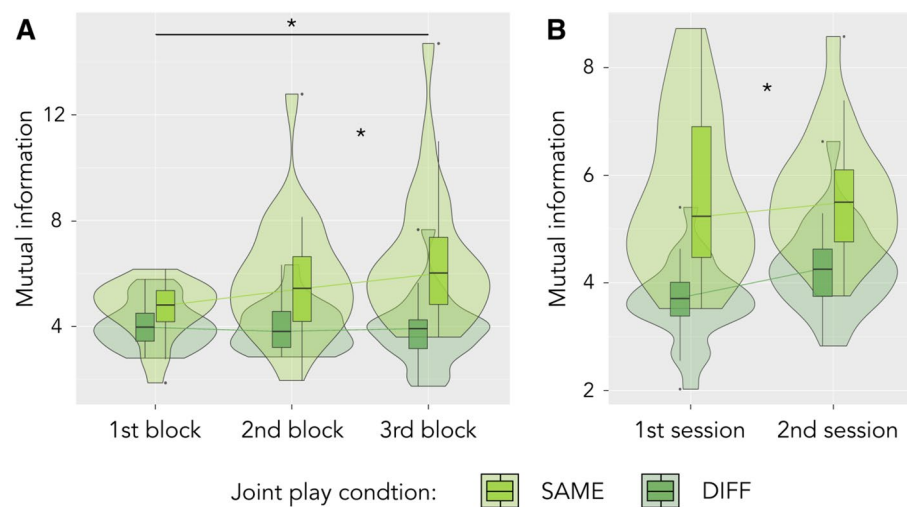 A
B
*
*
*
Mutual information
12
8
4
1st block
2nd block
3rd block
Mutual information
8
6
4
2
1st session
2nd session
Joint play condtion:
SAME
DIFF